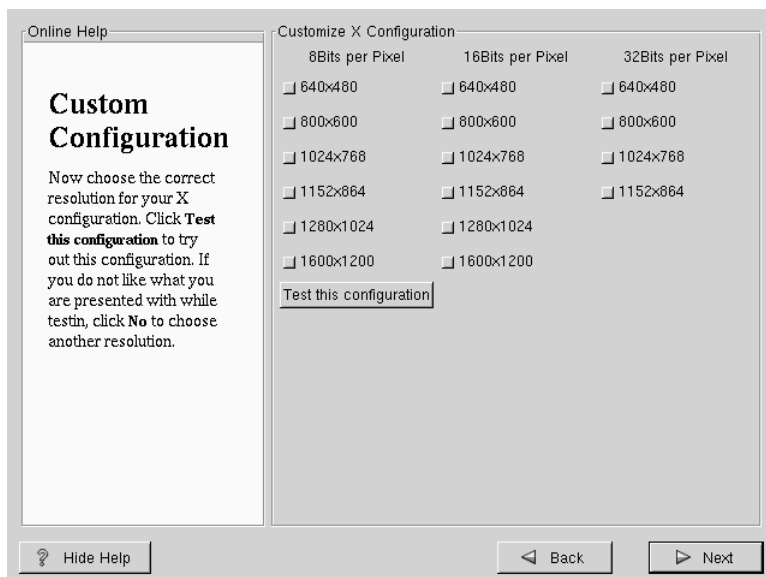 Online Help
Custom
Configuration
Now choose the correct
resolution for your X
configuration. Click Test
this configuration to try
out this configuration. If
you do not like what you
are presented with while
testin, click No to choose
another resolution.
Customize X Configuration
8Bits per Pixel 16Bits per Pixel 32Bits per Pixel
640x480 640x480 640x480
800x600 800x600 800x600
1024x768 1024x768 1024x768
1152x864 1152x864 1152x864
1280x1024 1280x1024
1600x1200 1600x1200
Test this configuration
? Hide Help Back Next